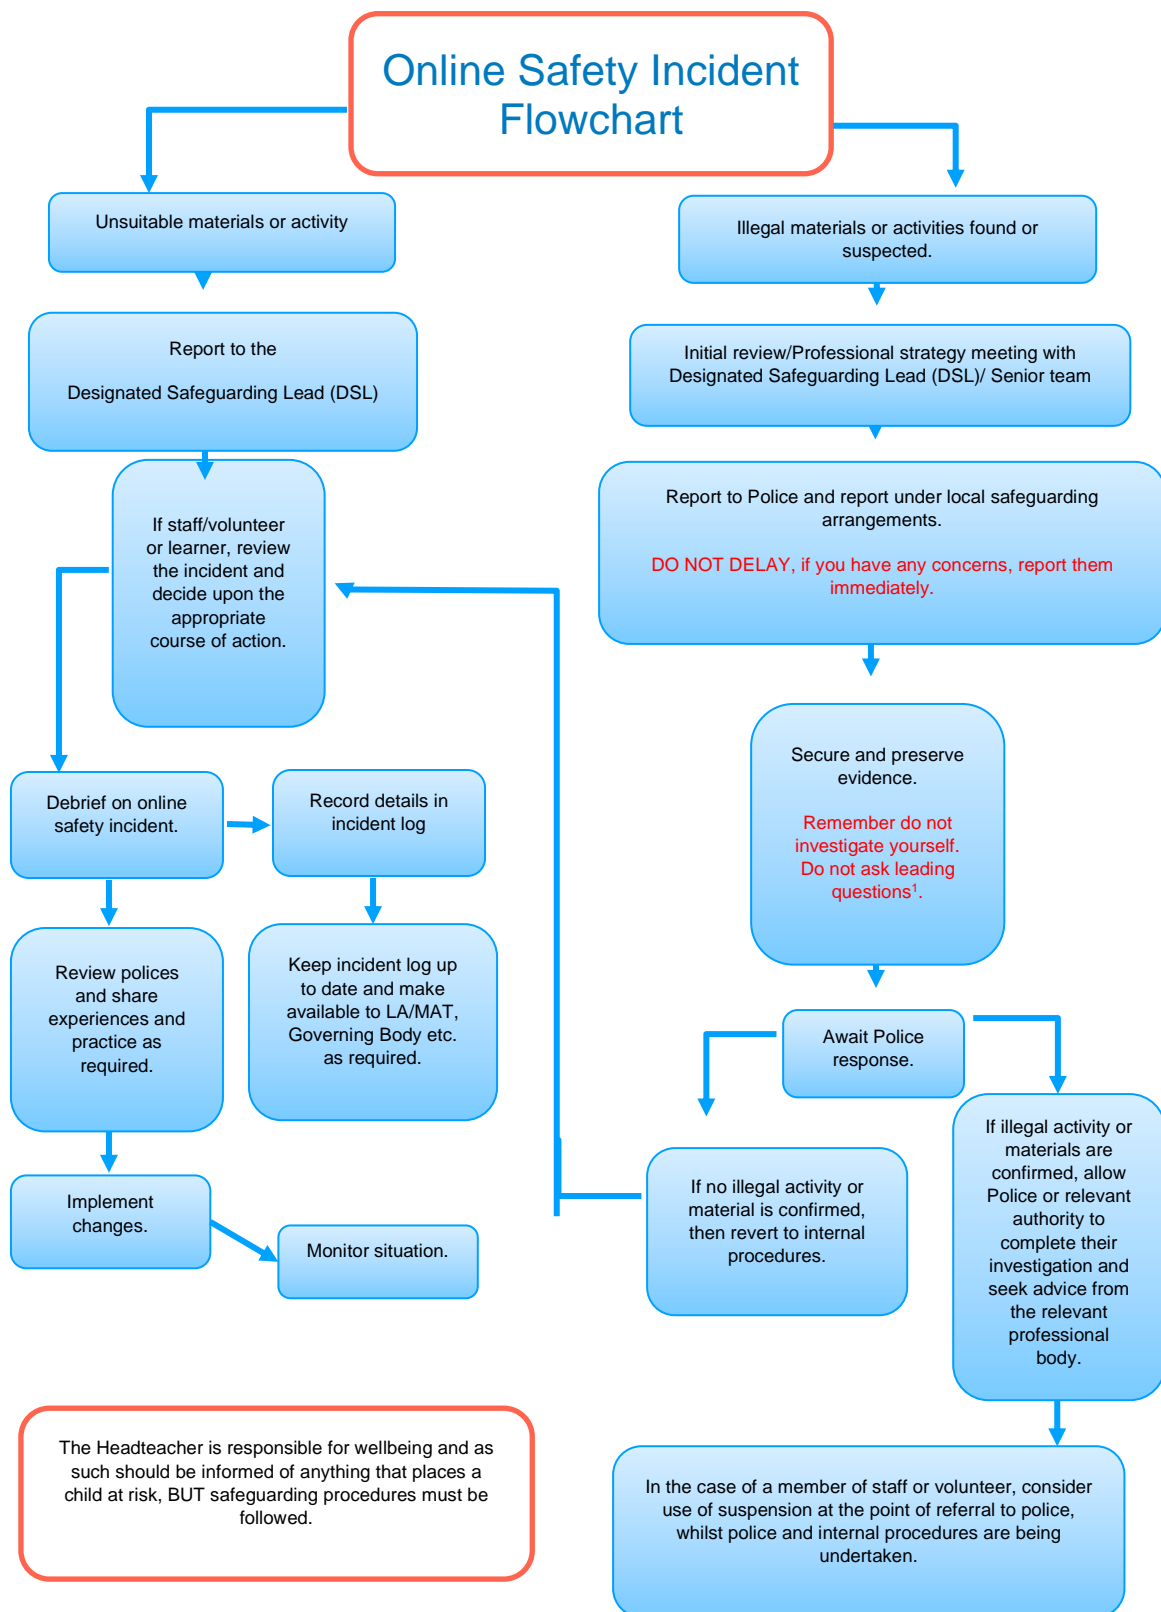 Online Safety Incident
Flowchart
Unsuitable materials or activity
Report to the
Designated Safeguarding Lead (DSL)
If staff/volunteer
or learner, review
the incident and
decide upon the
appropriate
course of action.
Debrief on online
safety incident.
Record details in
incident log
Review polices
and share
experiences and
practice as
required.
Keep incident log up
to date and make
available to LA/MAT,
Governing Body etc.
as required.
Implement
changes.
Monitor situation.
Illegal materials or activities found or
suspected.
Initial review/Professional strategy meeting with
Designated Safeguarding Lead (DSL)/ Senior team
Report to Police and report under local safeguarding
arrangements.
DO NOT DELAY, if you have any concerns, report them
immediately.
Secure and preserve
evidence.
Remember do not
investigate yourself.
Do not ask leading
questions¹.
Await Police
response.
If no illegal activity or
material is confirmed,
then revert to internal
procedures.
If illegal activity or
materials are
confirmed, allow
Police or relevant
authority to
complete their
investigation and
seek advice from
the relevant
professional
body.
In the case of a member of staff or volunteer, consider
use of suspension at the point of referral to police,
whilst police and internal procedures are being
undertaken.
The Headteacher is responsible for wellbeing and as
such should be informed of anything that places a
child at risk, BUT safeguarding procedures must be
followed.